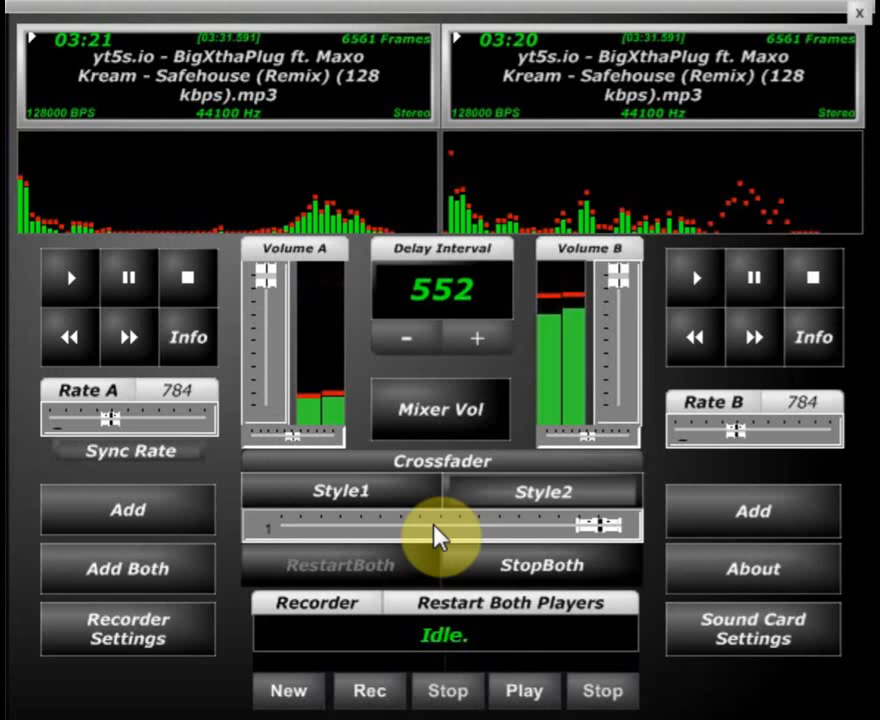 X
03:21 [03:31.591] 6561 Frames
yt5s.io - BigXthaPlug ft. Maxo
Kream - Safehouse (Remix) (128
kbps).mp3
128000 BPS 44100 Hz Stereo
03:20 [03:31.591] 6561 Frames
yt5s.io - BigXthaPlug ft. Maxo
Kream - Safehouse (Remix) (128
kbps).mp3
128000 BPS 44100 Hz Stereo
Volume A
Delay Interval
Volume B
552
- +
Info
Info
Mixer Vol
Rate A 784
Rate B 784
Sync Rate
Crossfader
Style1 Style2
1
Add
Add
RestartBoth StopBoth
Add Both
About
Recorder Restart Both Players
Recorder
Settings
Idle.
Sound Card
Settings
New Rec Stop Play Stop